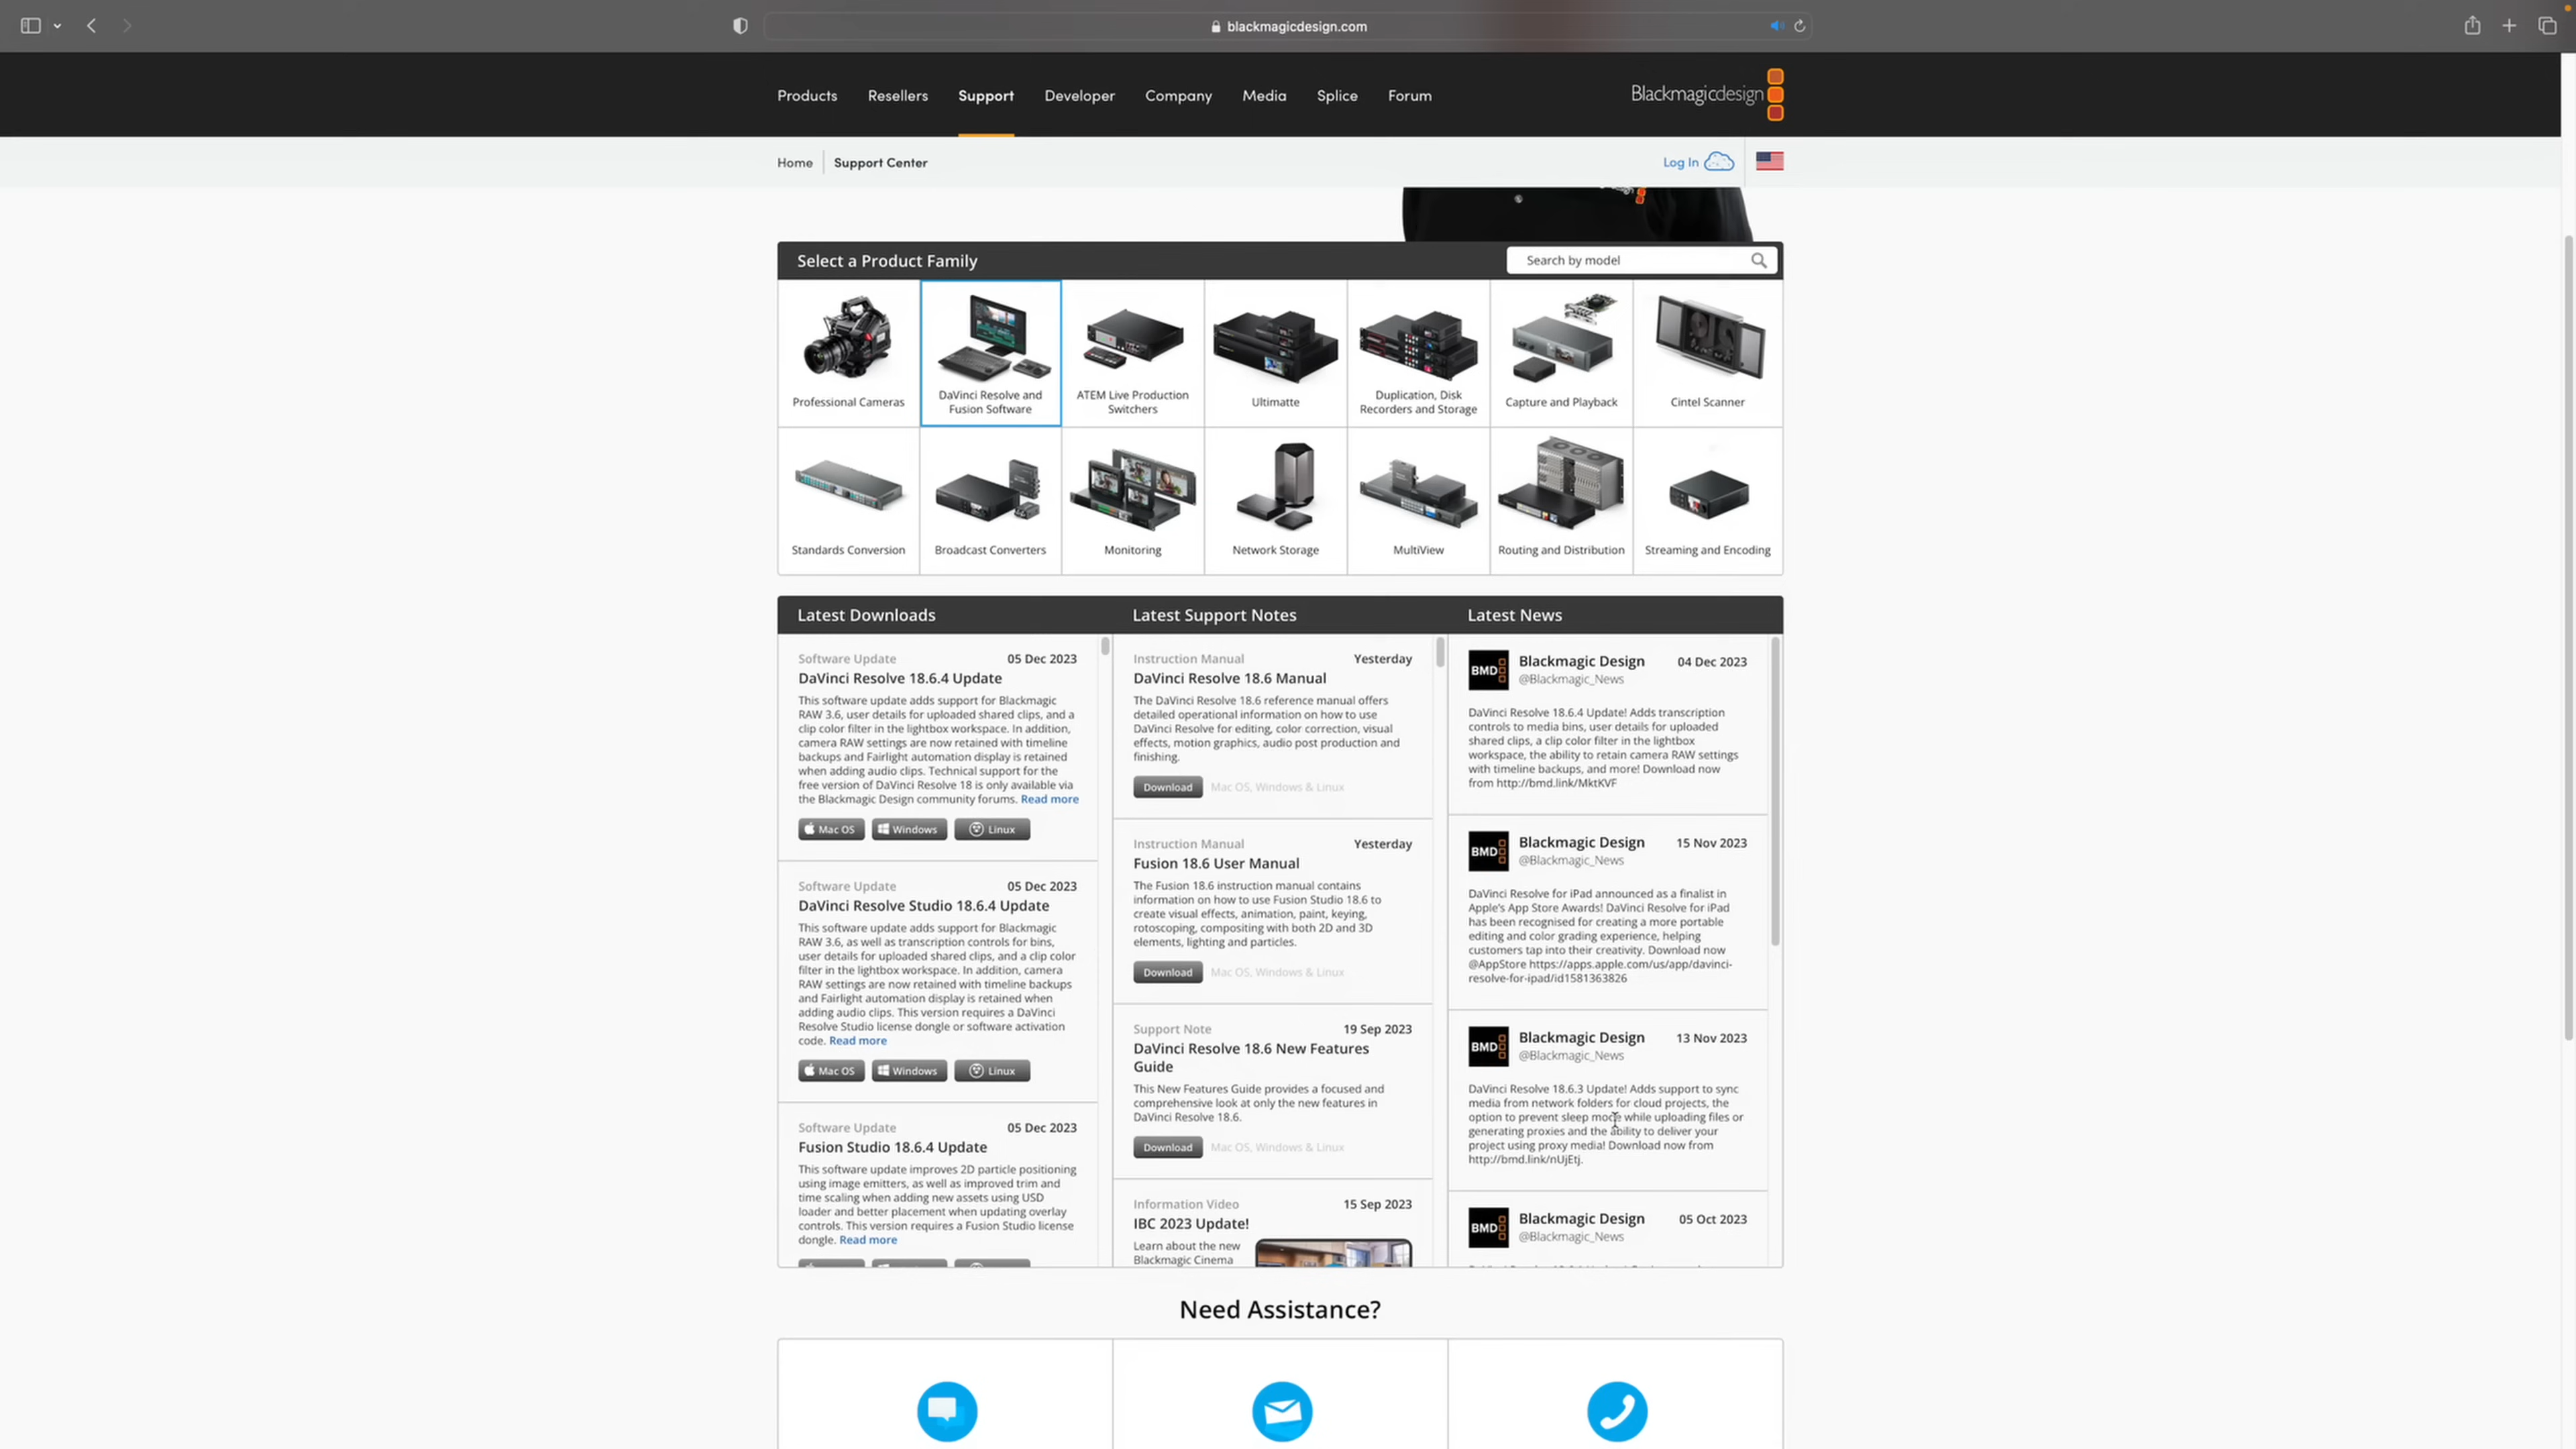 blackmagicdesign.com
Products Resellers Support Developer Company Media Splice Forum
Blackmagicdesign
Home Support Center
Log In
Select a Product Family
Search by model
Professional Cameras
DaVinci Resolve and
Fusion Software
ATEM Live Production
Switchers
Ultimatte
Duplication, Disk
Recorders and Storage
Capture and Playback
Cintel Scanner
Standards Conversion
Broadcast Converters
Monitoring
Network Storage
MultiView
Routing and Distribution
Streaming and Encoding
Latest Downloads
Software Update 05 Dec 2023
DaVinci Resolve 18.6.4 Update
This software update adds support for Blackmagic
RAW 3.6, user details for uploaded shared clips, and a
clip color filter in the lightbox workspace. In addition,
camera RAW settings are now retained with timeline
backups and Fairlight automation display is retained
when adding audio clips. Technical support for the
free version of DaVinci Resolve 18 is only available via
the Blackmagic Design community forums. Read more
Mac OS Windows Linux
Software Update 05 Dec 2023
DaVinci Resolve Studio 18.6.4 Update
This software update adds support for Blackmagic
RAW 3.6, as well as transcription controls for bins,
user details for uploaded shared clips, and a clip color
filter in the lightbox workspace. In addition, camera
RAW settings are now retained with timeline backups
and Fairlight automation display is retained when
adding audio clips. This version requires a DaVinci
Resolve Studio license dongle or software activation
code. Read more
Mac OS Windows Linux
Software Update 05 Dec 2023
Fusion Studio 18.6.4 Update
This software update improves 2D particle positioning
using image emitters, as well as improved trim and
time scaling when adding new assets using USD
loader and better placement when updating overlay
controls. This version requires a Fusion Studio license
dongle. Read more
Latest Support Notes
Instruction Manual Yesterday
DaVinci Resolve 18.6 Manual
The DaVinci Resolve 18.6 reference manual offers
detailed operational information on how to use
DaVinci Resolve for editing, color correction, visual
effects, motion graphics, audio post production and
finishing.
Download Mac OS, Windows & Linux
Instruction Manual Yesterday
Fusion 18.6 User Manual
The Fusion 18.6 instruction manual contains
information on how to use Fusion Studio 18.6 to
create visual effects, animation, paint, keying,
rotoscoping, compositing with both 2D and 3D
elements, lighting and particles.
Download Mac OS, Windows & Linux
Support Note 19 Sep 2023
DaVinci Resolve 18.6 New Features
Guide
This New Features Guide provides a focused and
comprehensive look at only the new features in
DaVinci Resolve 18.6.
Download Mac OS, Windows & Linux
Information Video 15 Sep 2023
IBC 2023 Update!
Learn about the new
Blackmagic Cinema
Latest News
BMD Blackmagic Design 04 Dec 2023
@Blackmagic_News
DaVinci Resolve 18.6.4 Update! Adds transcription
controls to media bins, user details for uploaded
shared clips, a clip color filter in the lightbox
workspace, the ability to retain camera RAW settings
with timeline backups, and more! Download now
from http://bmd.link/MktKVF
BMD Blackmagic Design 15 Nov 2023
@Blackmagic_News
DaVinci Resolve for iPad announced as a finalist in
Apple's App Store Awards! DaVinci Resolve for iPad
has been recognised for creating a more portable
editing and color grading experience, helping
customers tap into their creativity. Download now
@AppStore https://apps.apple.com/us/app/davinci-
resolve-for-ipad/id1581363826
BMD Blackmagic Design 13 Nov 2023
@Blackmagic_News
DaVinci Resolve 18.6.3 Update! Adds support to sync
media from network folders for cloud projects, the
option to prevent sleep mode while uploading files or
generating proxies and the ability to deliver your
project using proxy media! Download now from
http://bmd.link/nUjEtj.
BMD Blackmagic Design 05 Oct 2023
@Blackmagic_News
Need Assistance?